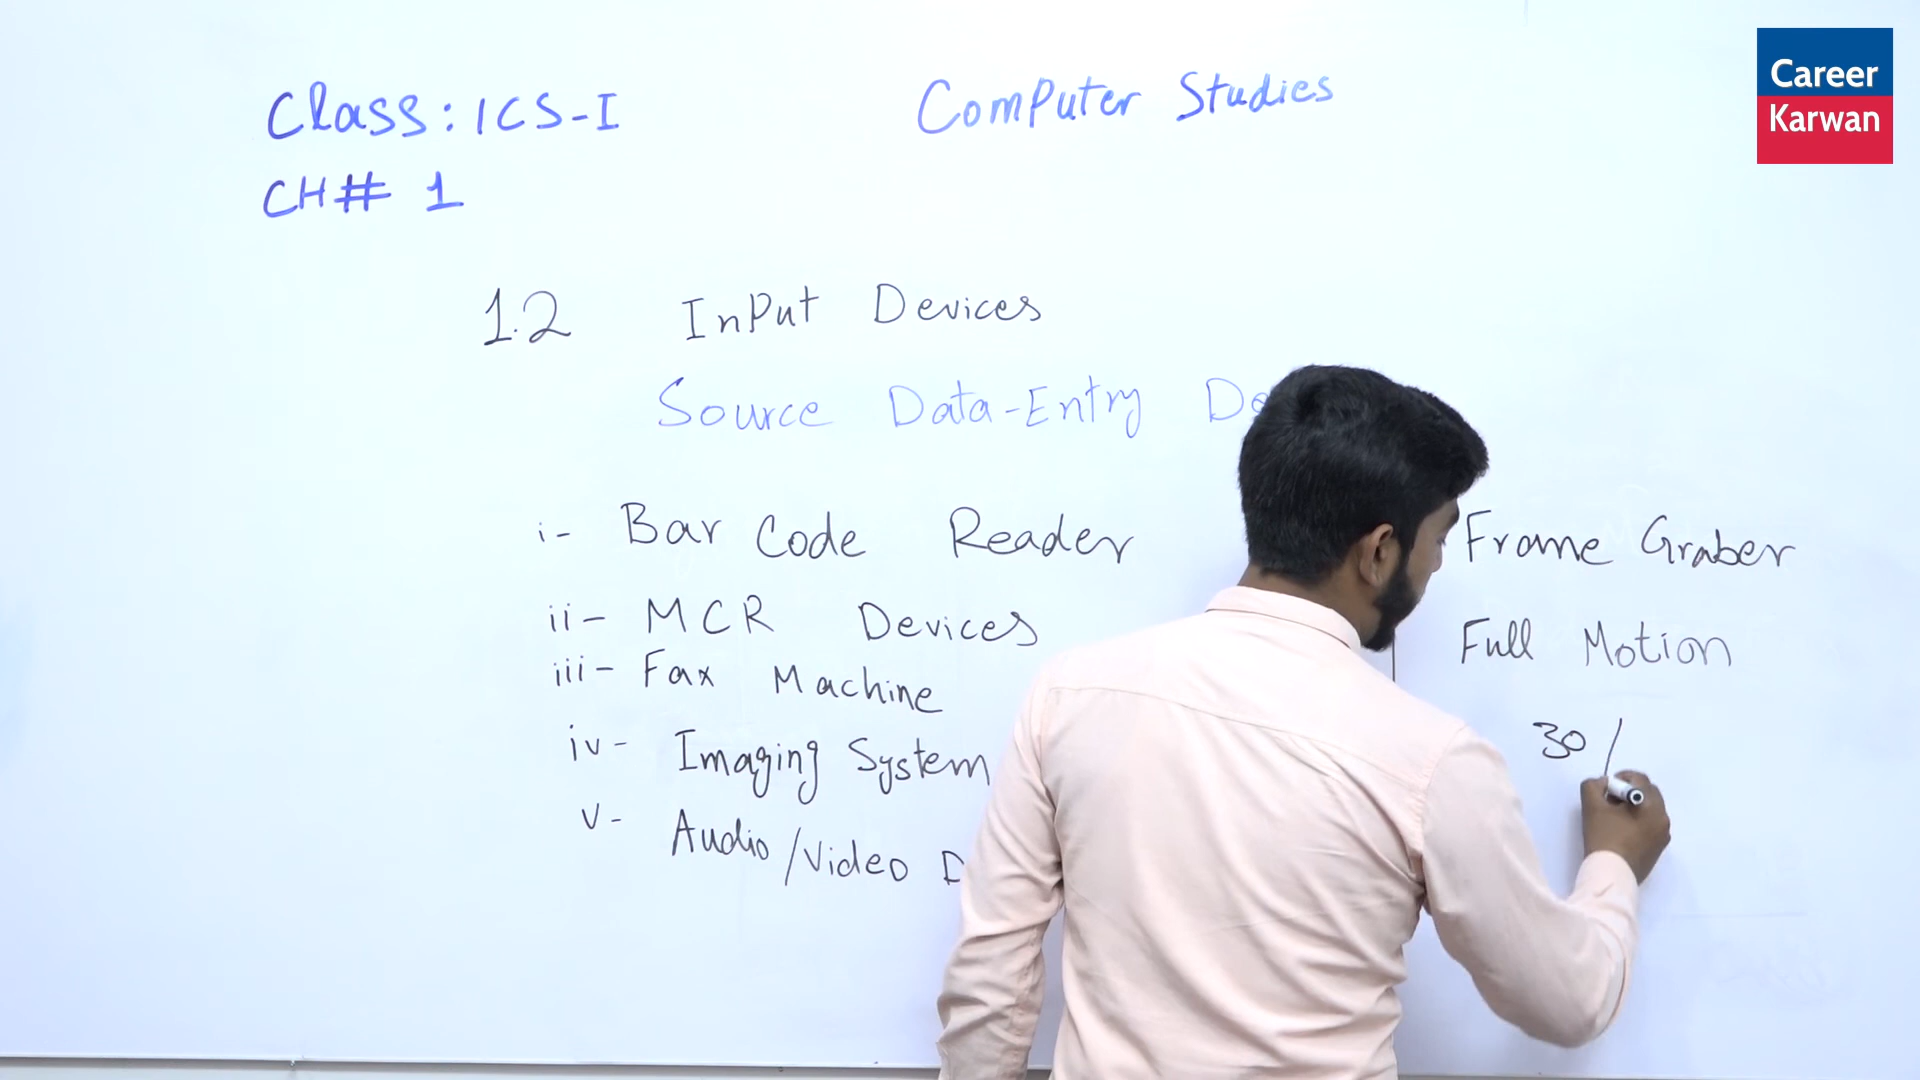 Class: ICS-I
Computer Studies
Career
Karwan
CH# 1
1.2 InPut Devices
Source Data-Entry
i- Bar Code Reader
ii- MCR Devices
iii- Fax Machine
iv- Imaging System
v- Audio/Video D
Frame Graber
Full Motion
30/